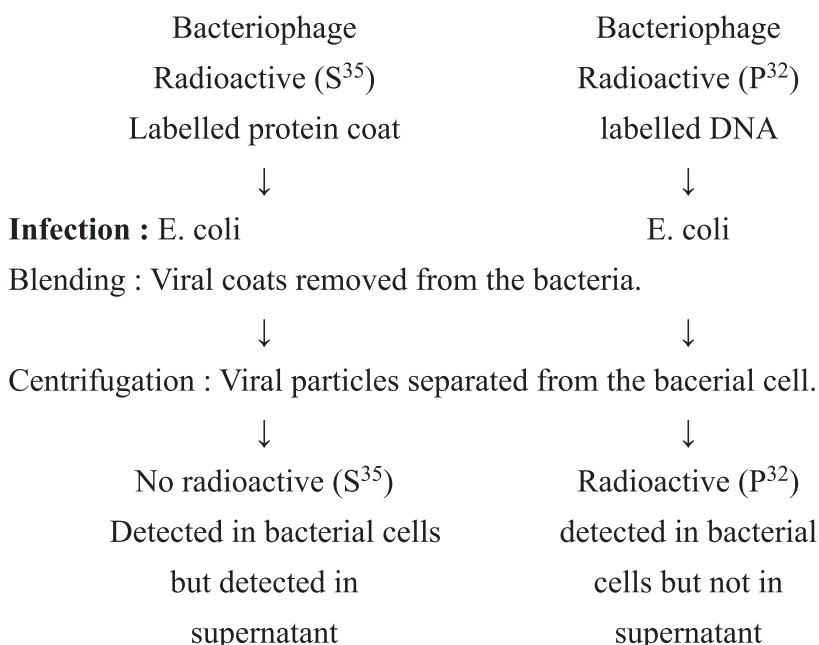 Bacteriophage Bacteriophage
Radioactive (S³⁵) Radioactive (P³²)
Labelled protein coat labelled DNA
↓ ↓
Infection : E. coli E. coli
Blending : Viral coats removed from the bacteria.
↓ ↓
Centrifugation : Viral particles separated from the bacerial cell.
↓ ↓
No radioactive (S³⁵) Radioactive (P³²)
Detected in bacterial cells detected in bacterial
but detected in cells but not in
supernatant supernatant